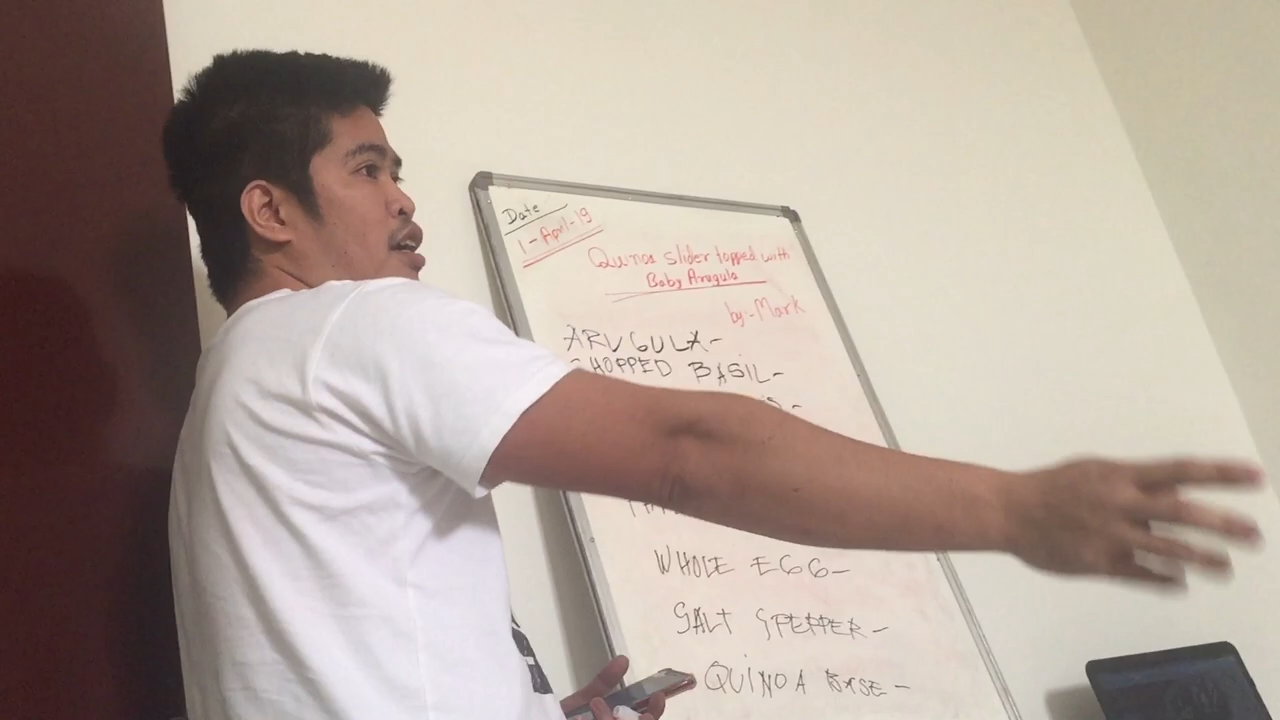 Date
1-April-19
Quinoa slider topped with
Baby Arugula
by:- Mark
ARUGULA-
CHOPPED BASIL-
WHOLE EGG-
SALT & PEPPER-
QUINOA BASE-